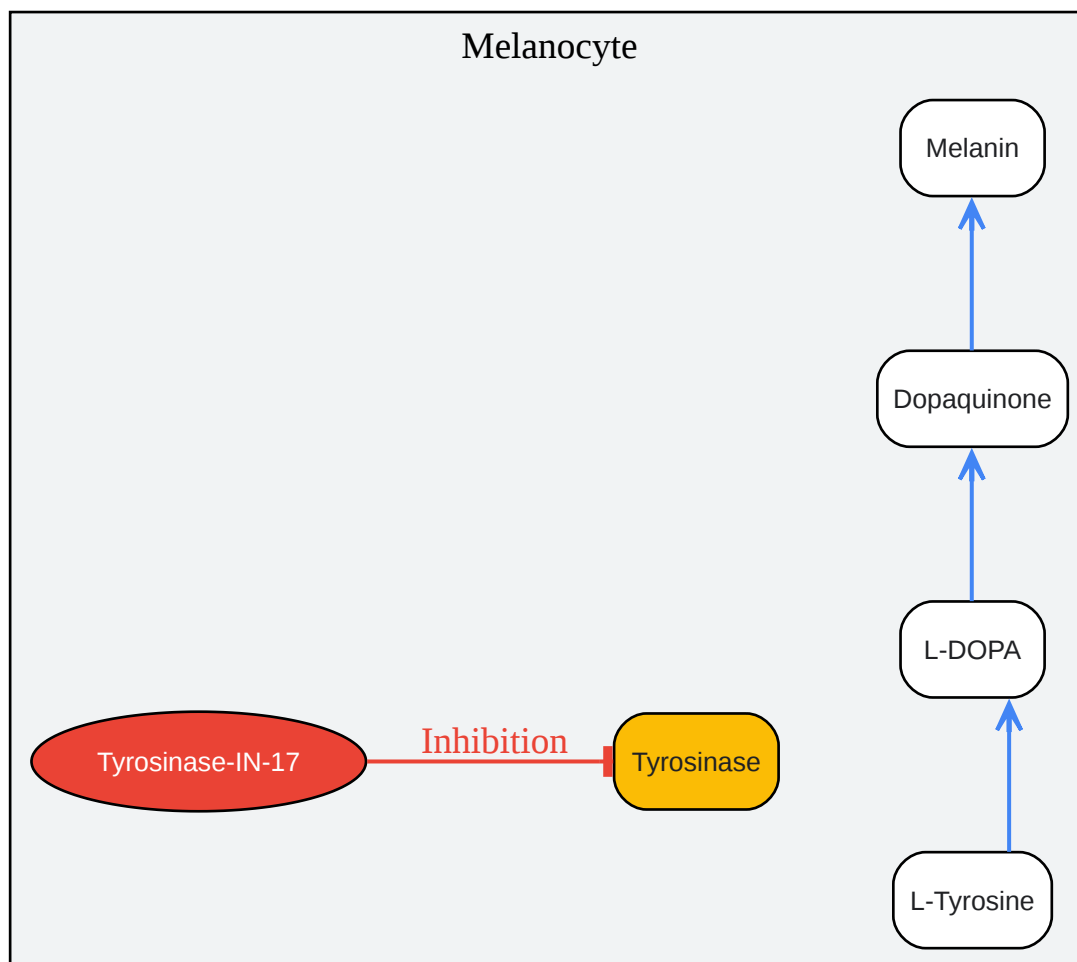 Melanocyte
Melanin
Dopaquinone
L-DOPA
Inhibition
Tyrosinase-IN-17
Tyrosinase
L-Tyrosine